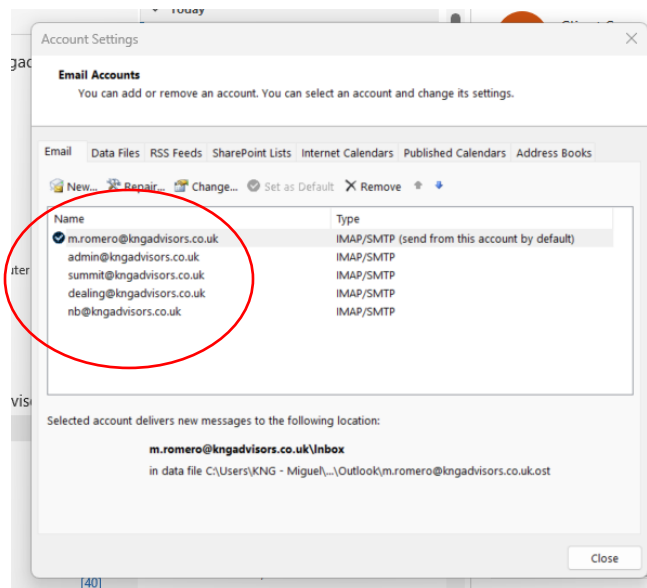 Today
Account Settings
Email Accounts
You can add or remove an account. You can select an account and change its settings.
Email Data Files RSS Feeds SharePoint Lists Internet Calendars Published Calendars Address Books
New... Repair... Change... Set as Default Remove
Name Type
m.romero@kngadvisors.co.uk IMAP/SMTP (send from this account by default)
admin@kngadvisors.co.uk IMAP/SMTP
summit@kngadvisors.co.uk IMAP/SMTP
dealing@kngadvisors.co.uk IMAP/SMTP
nb@kngadvisors.co.uk IMAP/SMTP
Selected account delivers new messages to the following location:
m.romero@kngadvisors.co.uk\Inbox
in data file C:\Users\KNG - Miguel\...\Outlook\m.romero@kngadvisors.co.uk.ost
Close
[40]